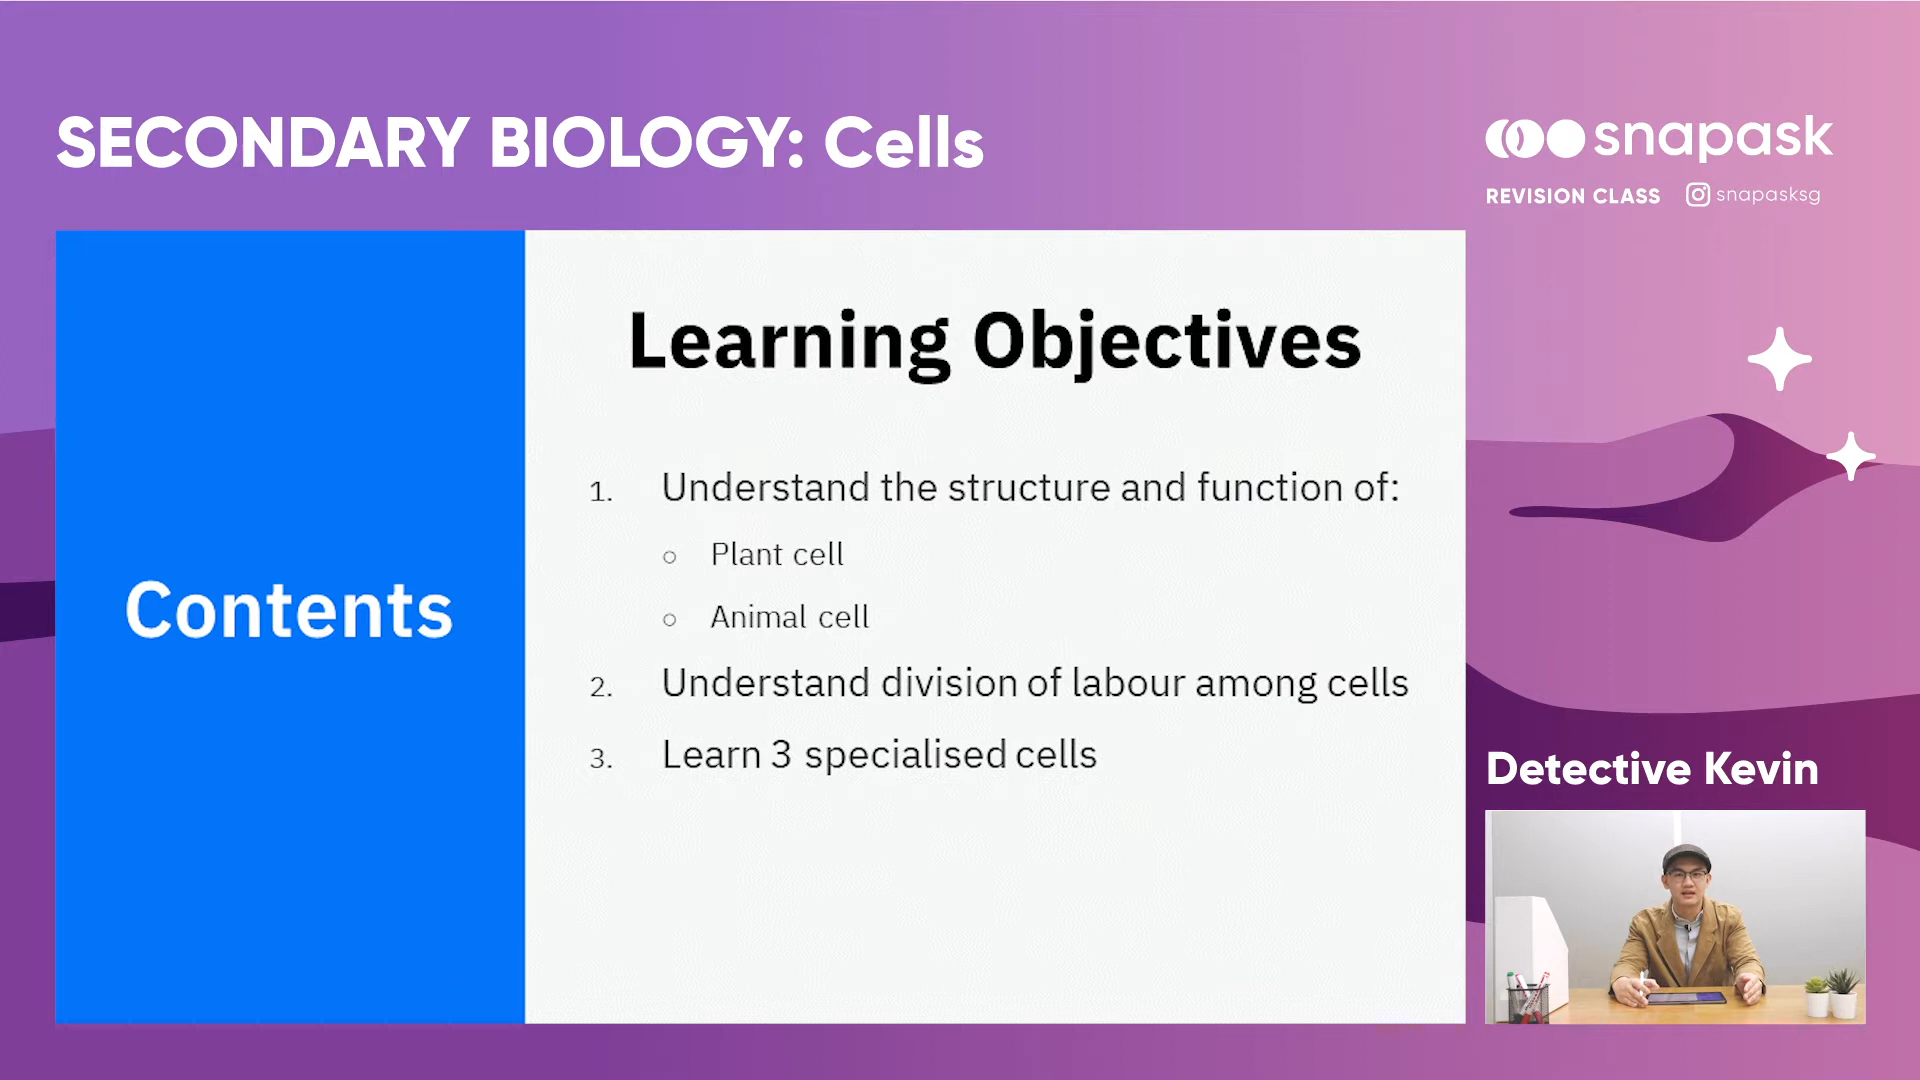 SECONDARY BIOLOGY: Cells
snapask
REVISION CLASS snapasksg
Contents
Learning Objectives
1. Understand the structure and function of:
○ Plant cell
○ Animal cell
2. Understand division of labour among cells
3. Learn 3 specialised cells
Detective Kevin